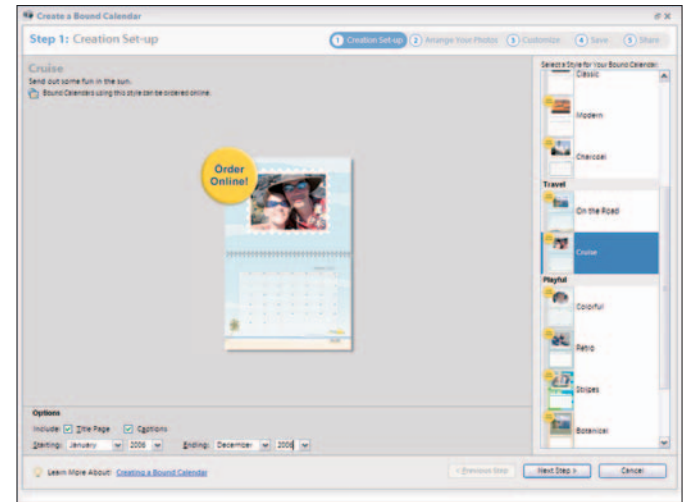 Create a Bound Calendar
Step 1: Creation Set-up
1 Creation Set-up 2 Arrange Your Photos 3 Customize 4 Save 5 Share
Cruise
Send out some fun in the sun.
Bound Calendars using this style can be ordered online.
Order
Online!
Select a Style for Your Bound Calendar:
Classic
Modern
Charcoal
Travel
On the Road
Cruise
Playful
Colorful
Retro
Stripes
Botanical
Options
Include: Title Page Captions
Starting: January 2006 Ending: December 2006
Learn More About: Creating a Bound Calendar
< Previous Step Next Step > Cancel